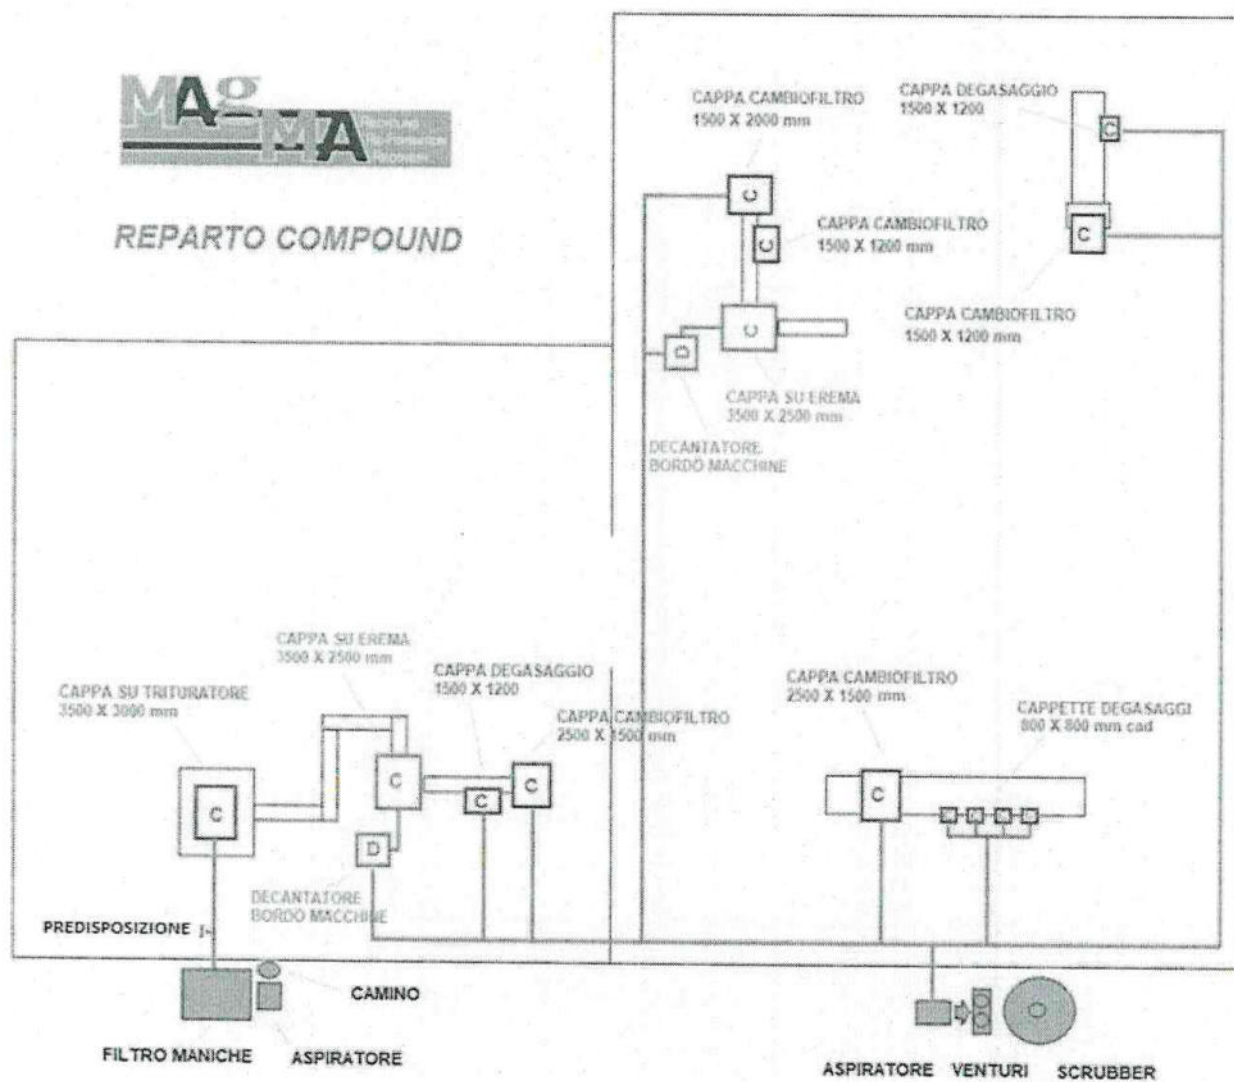 MAg
MA
REPARTO COMPOUND
CAPPA CAMBIOFILTRO
1500 X 2000 mm
CAPPA DEGASAGGIO
1500 X 1200
C
C
C
CAPPA CAMBIOFILTRO
1500 X 1200 mm
C
CAPPA CAMBIOFILTRO
1500 X 1200 mm
C
D
CAPPA SU EREMA
3500 X 2500 mm
DECANTATORE
BORDO MACCHINE
CAPPA SU EREMA
3500 X 2500 mm
CAPPA DEGASAGGIO
1500 X 1200
CAPPA SU TRITURATORE
3500 X 3000 mm
CAPPA CAMBIOFILTRO
2500 X 1500 mm
CAPPA CAMBIOFILTRO
2500 X 1500 mm
CAPPETTE DEGASAGGI
800 X 800 mm cad
C
C
C
C
C
C
C
C
C
D
DECANTATORE
BORDO MACCHINE
PREDISPOSIZIONE
CAMINO
FILTRO MANICHE
ASPIRATORE
ASPIRATORE
VENTURI
SCRUBBER